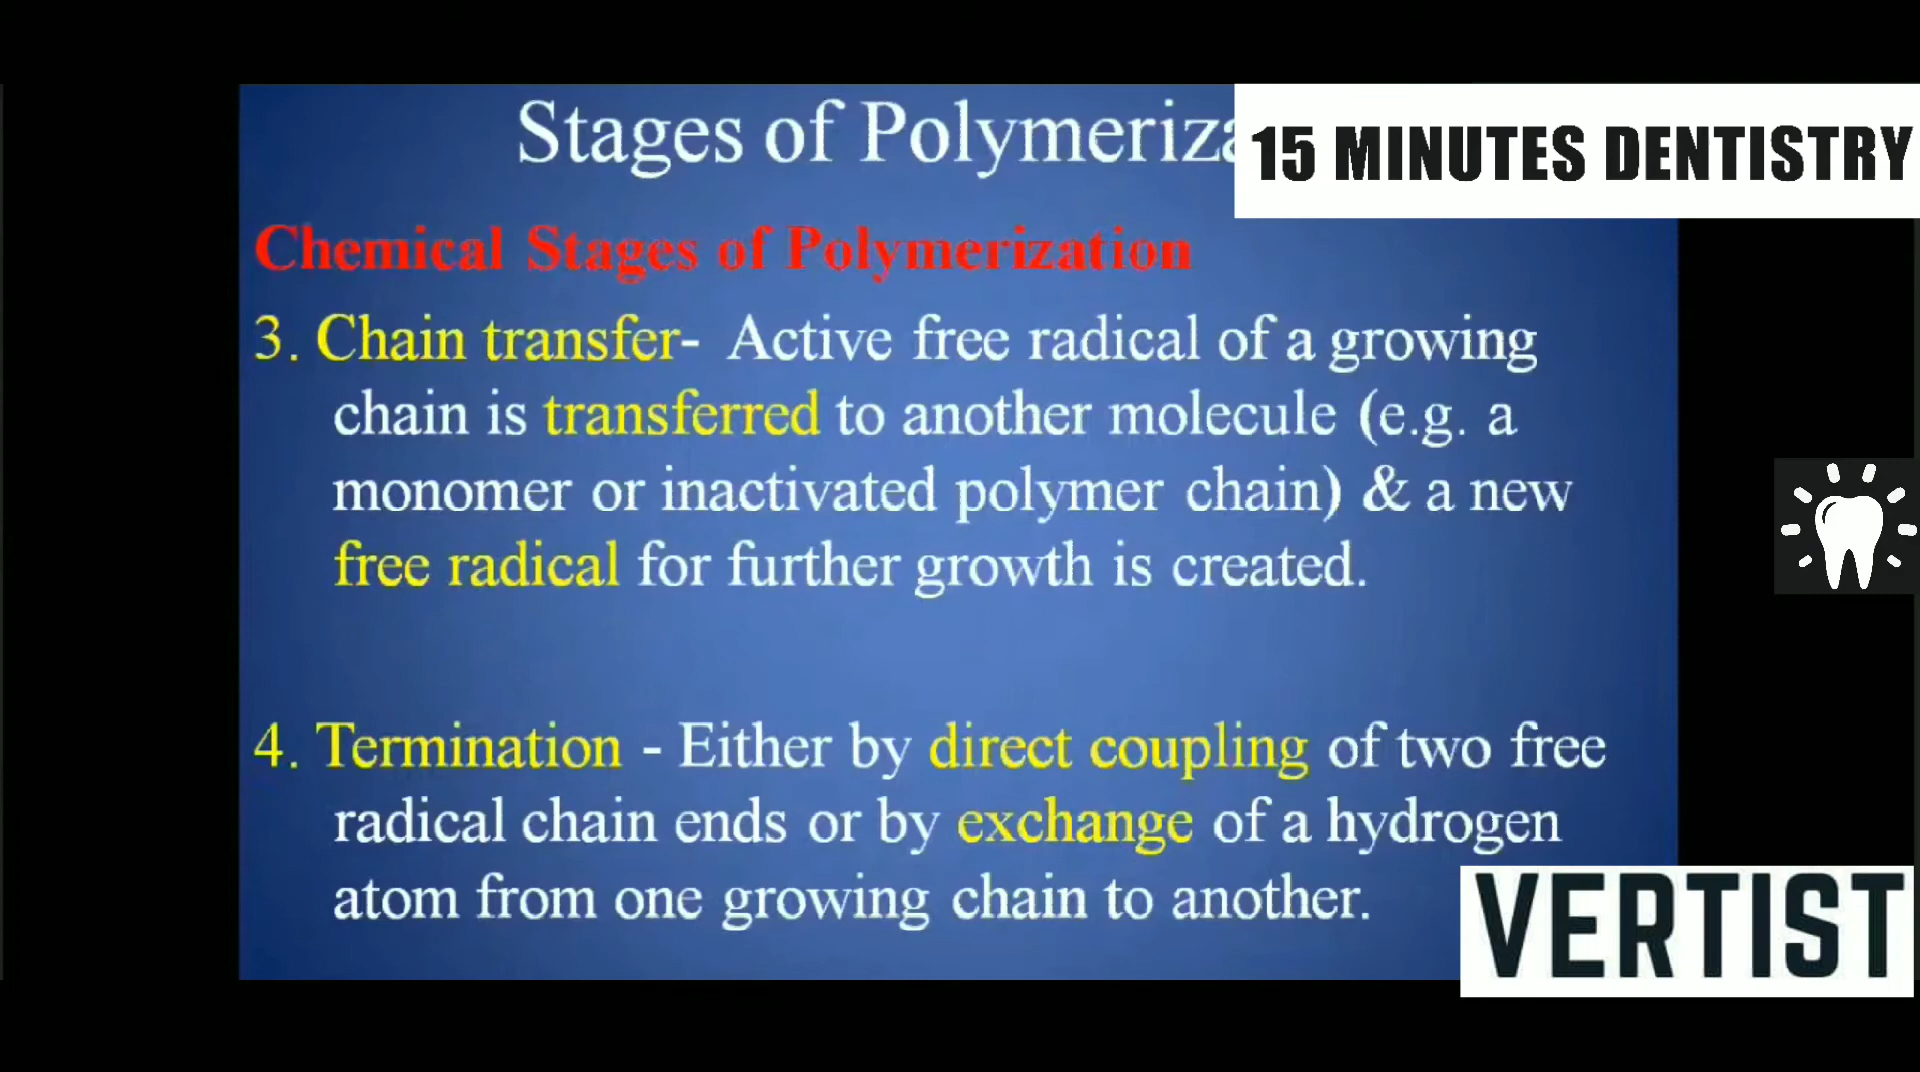 Stages of Polymeriza
15 MINUTES DENTISTRY
Chemical Stages of Polymerization
3. Chain transfer- Active free radical of a growing
chain is transferred to another molecule (e.g. a
monomer or inactivated polymer chain) & a new
free radical for further growth is created.
4. Termination - Either by direct coupling of two free
radical chain ends or by exchange of a hydrogen
atom from one growing chain to another.
VERTIST